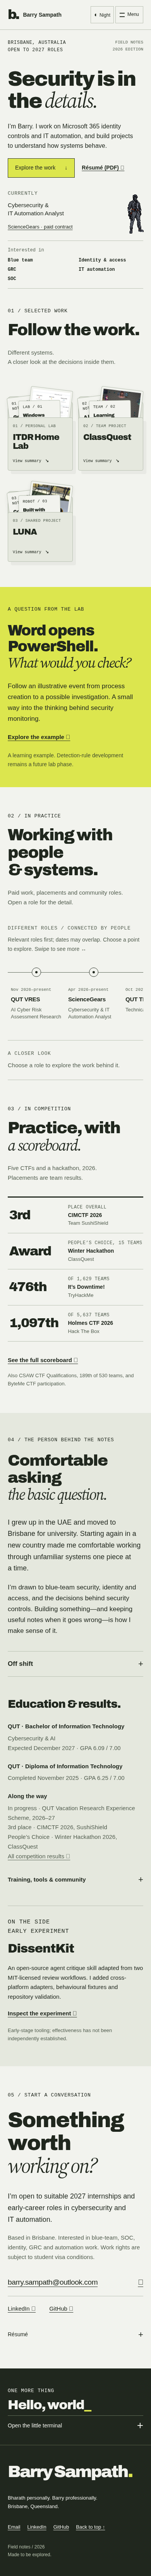 b. Barry Sampath
Night
Menu
BRISBANE, AUSTRALIA
OPEN TO 2027 ROLES
FIELD NOTES
2026 EDITION
Security is in
the details.
I'm Barry. I work on Microsoft 365 identity
controls and IT automation, and build projects
to understand how systems behave.
Explore the work ↓
Résumé (PDF)
CURRENTLY
Cybersecurity &
IT Automation Analyst
ScienceGears · paid contract
Interested in
Blue team
Identity & access
GRC
IT automation
SOC
01 / SELECTED WORK
Follow the work.
Different systems.
A closer look at the decisions inside them.
LAB / 01
Windows
01 / PERSONAL LAB
ITDR Home
Lab
View summary ↘
TEAM / 02
Learning
02 / TEAM PROJECT
ClassQuest
View summary ↘
ROBOT / 03
Built with
03 / SHARED PROJECT
LUNA
View summary ↘
A QUESTION FROM THE LAB
Word opens
PowerShell.
What would you check?
Follow an illustrative event from process
creation to a possible investigation. A small
way into the thinking behind security
monitoring.
Explore the example
A learning example. Detection-rule development
remains a future lab phase.
02 / IN PRACTICE
Working with
people
& systems.
Paid work, placements and community roles.
Open a role for the detail.
DIFFERENT ROLES / CONNECTED BY PEOPLE
Relevant roles first; dates may overlap. Choose a point
to explore. Swipe to see more ↔
Nov 2026–present
QUT VRES
AI Cyber Risk
Assessment Research
Apr 2026–present
ScienceGears
Cybersecurity & IT
Automation Analyst
Oct 202
QUT Ti
Technic
A CLOSER LOOK
Choose a role to explore the work behind it.
03 / IN COMPETITION
Practice, with
a scoreboard.
Five CTFs and a hackathon, 2026.
Placements are team results.
3rd
PLACE OVERALL
CIMCTF 2026
Team SushiShield
Award
PEOPLE'S CHOICE, 15 TEAMS
Winter Hackathon
ClassQuest
476th
OF 1,629 TEAMS
It's Downtime!
TryHackMe
1,097th
OF 5,637 TEAMS
Holmes CTF 2026
Hack The Box
See the full scoreboard
Also CSAW CTF Qualifications, 189th of 530 teams, and
ByteMe CTF participation.
04 / THE PERSON BEHIND THE NOTES
Comfortable
asking
the basic question.
I grew up in the UAE and moved to
Brisbane for university. Starting again in a
new country made me comfortable working
through unfamiliar systems one piece at
a time.
I'm drawn to blue-team security, identity
and access, and the decisions behind
controls. Building something—and keeping
useful notes when it goes wrong—is how I
make sense of it.
Off shift +
Education & results.
QUT · Bachelor of Information Technology
Cybersecurity & AI
Expected December 2027 · GPA 6.09 / 7.00
QUT · Diploma of Information Technology
Completed November 2025 · GPA 6.25 / 7.00
Along the way
In progress · QUT Vacation Research Experience
Scheme, 2026–27
3rd place · CIMCTF 2026, SushiShield
People's Choice · Winter Hackathon 2026,
ClassQuest
All competition results
Training, tools & community +
ON THE SIDE
EARLY EXPERIMENT
DissentKit
An open-source agent critique skill adapted from two
MIT-licensed review workflows. I added cross-
platform adapters, behavioural fixtures and
repository validation.
Inspect the experiment
Early-stage tooling; effectiveness has not been
independently established.
05 / START A CONVERSATION
Something
worth
working on?
I'm open to suitable 2027 internships and
early-career roles in cybersecurity and
IT automation.
Based in Brisbane. Interested in blue-team, SOC,
identity, GRC and automation work. Work rights are
subject to student visa conditions.
barry.sampath@outlook.com
LinkedIn
GitHub
Résumé +
ONE MORE THING
Hello, world_
Open the little terminal +
Barry Sampath.
Bharath personally. Barry professionally.
Brisbane, Queensland.
Email LinkedIn GitHub Back to top ↑
Field notes / 2026
Made to be explored.